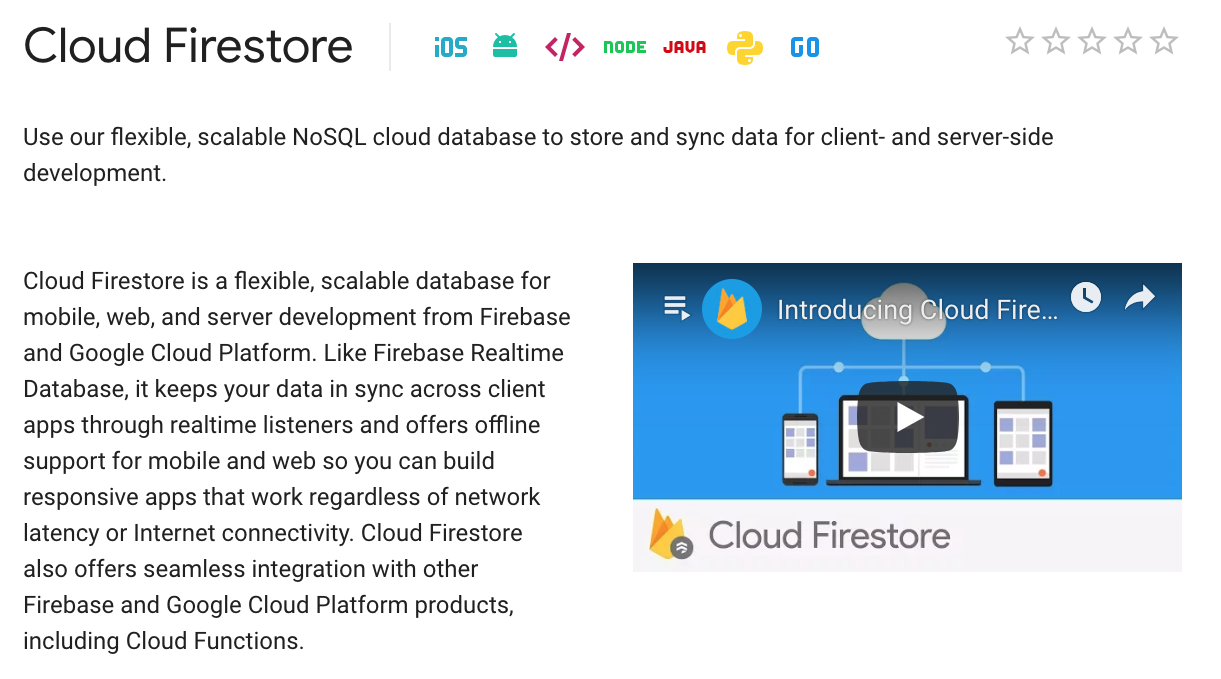 Cloud Firestore iOS </> NODE JAVA GO
Use our flexible, scalable NoSQL cloud database to store and sync data for client- and server-side
development.
Cloud Firestore is a flexible, scalable database for
mobile, web, and server development from Firebase
and Google Cloud Platform. Like Firebase Realtime
Database, it keeps your data in sync across client
apps through realtime listeners and offers offline
support for mobile and web so you can build
responsive apps that work regardless of network
latency or Internet connectivity. Cloud Firestore
also offers seamless integration with other
Firebase and Google Cloud Platform products,
including Cloud Functions.
Introducing Cloud Fire...
Cloud Firestore